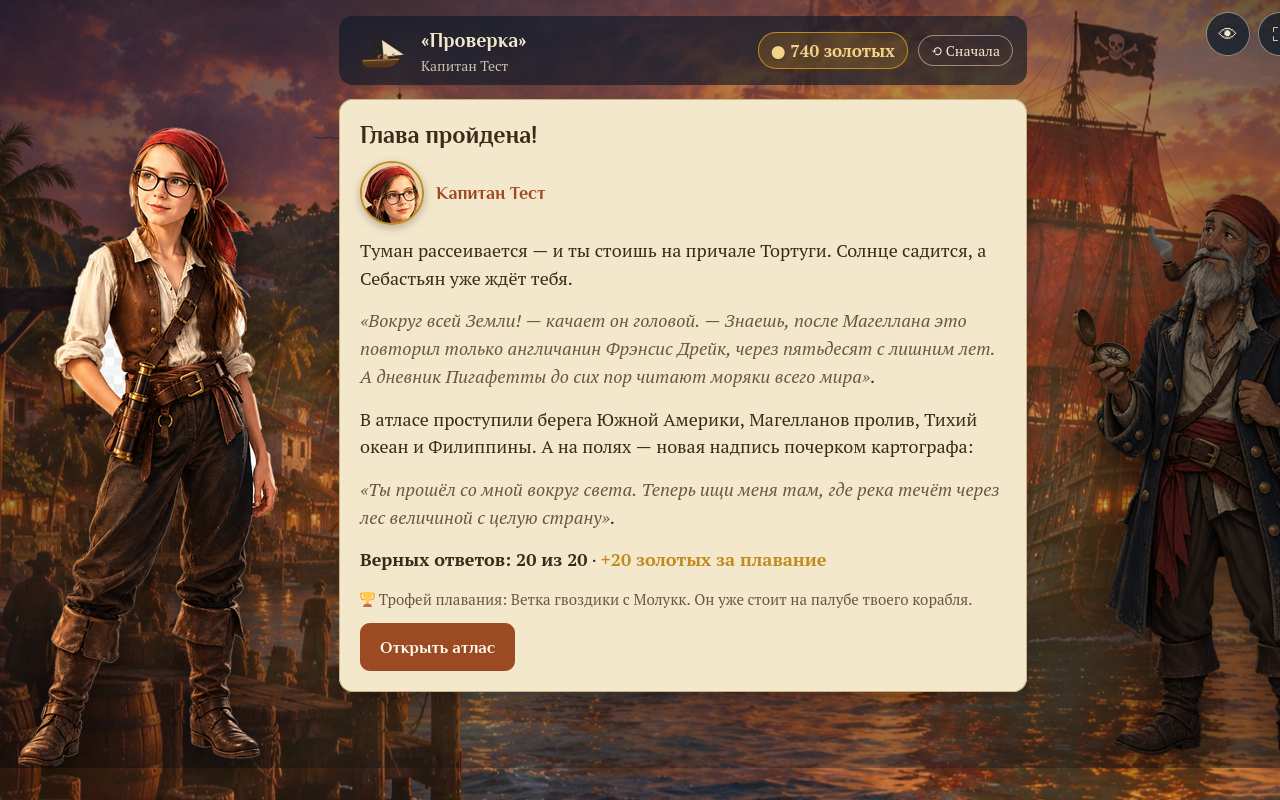 «Проверка»
Капитан Тест
740 золотых
⟲ Сначала
Глава пройдена!
Капитан Тест
Туман рассеивается — и ты стоишь на причале Тортуги. Солнце садится, а
Себастьян уже ждёт тебя.
«Вокруг всей Земли! — качает он головой. — Знаешь, после Магеллана это
повторил только англичанин Фрэнсис Дрейк, через пятьдесят с лишним лет.
А дневник Пигафетты до сих пор читают моряки всего мира».
В атласе проступили берега Южной Америки, Магелланов пролив, Тихий
океан и Филиппины. А на полях — новая надпись почерком картографа:
«Ты прошёл со мной вокруг света. Теперь ищи меня там, где река течёт через
лес величиной с целую страну».
Верных ответов: 20 из 20 · +20 золотых за плавание
🏆 Трофей плавания: Ветка гвоздики с Молукк. Он уже стоит на палубе твоего корабля.
Открыть атлас